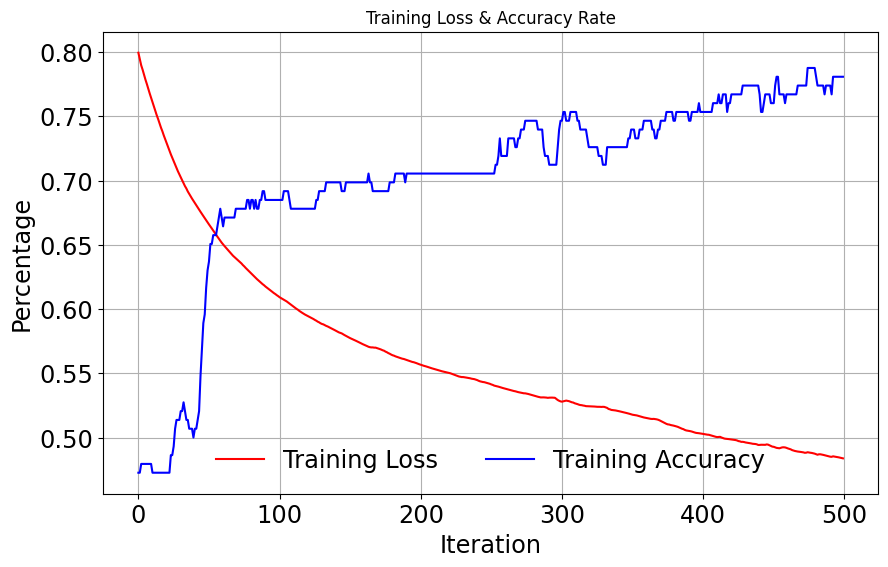 Training Loss & Accuracy Rate
0.80
0.75
0.70
0.65
0.60
0.55
0.50
Percentage
Training Loss
Training Accuracy
0 100 200 300 400 500
Iteration